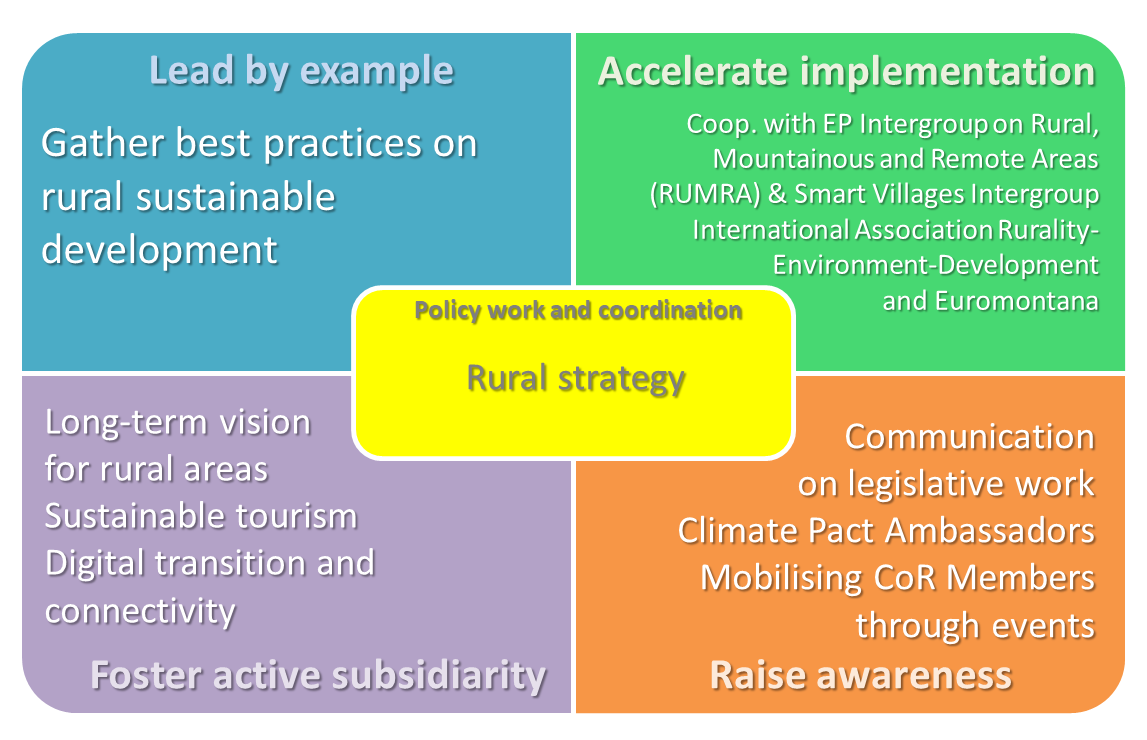 Lead by example
Gather best practices on
rural sustainable
development
Accelerate implementation
Coop. with EP Intergroup on Rural,
Mountainous and Remote Areas
(RUMRA) & Smart Villages Intergroup
International Association Rurality-
Environment-Development
and Euromontana
Policy work and coordination
Rural strategy
Long-term vision
for rural areas
Sustainable tourism
Digital transition and
connectivity
Foster active subsidiarity
Communication
on legislative work
Climate Pact Ambassadors
Mobilising CoR Members
through events
Raise awareness